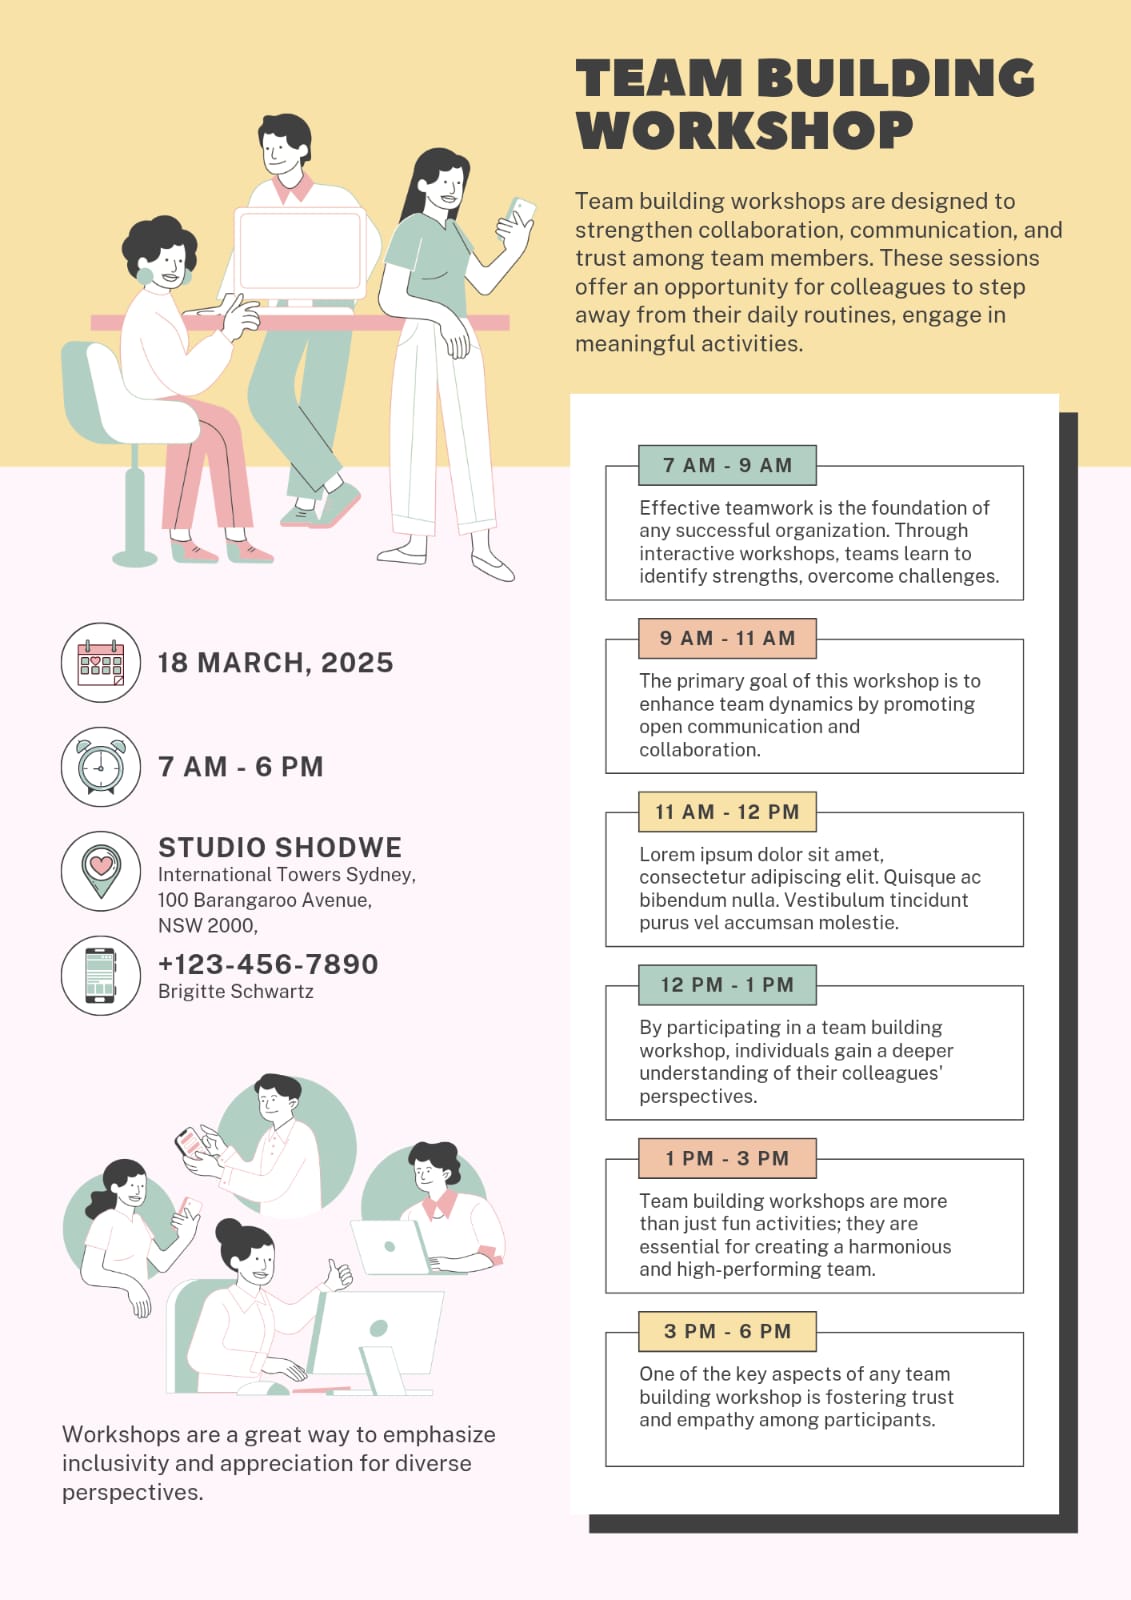 TEAM BUILDING
WORKSHOP
Team building workshops are designed to
strengthen collaboration, communication, and
trust among team members. These sessions
offer an opportunity for colleagues to step
away from their daily routines, engage in
meaningful activities.
18 MARCH, 2025
7 AM - 6 PM
STUDIO SHODWE
International Towers Sydney,
100 Barangaroo Avenue,
NSW 2000,
+123-456-7890
Brigitte Schwartz
Workshops are a great way to emphasize
inclusivity and appreciation for diverse
perspectives.
7 AM - 9 AM
Effective teamwork is the foundation of
any successful organization. Through
interactive workshops, teams learn to
identify strengths, overcome challenges.
9 AM - 11 AM
The primary goal of this workshop is to
enhance team dynamics by promoting
open communication and
collaboration.
11 AM - 12 PM
Lorem ipsum dolor sit amet,
consectetur adipiscing elit. Quisque ac
bibendum nulla. Vestibulum tincidunt
purus vel accumsan molestie.
12 PM - 1 PM
By participating in a team building
workshop, individuals gain a deeper
understanding of their colleagues'
perspectives.
1 PM - 3 PM
Team building workshops are more
than just fun activities; they are
essential for creating a harmonious
and high-performing team.
3 PM - 6 PM
One of the key aspects of any team
building workshop is fostering trust
and empathy among participants.